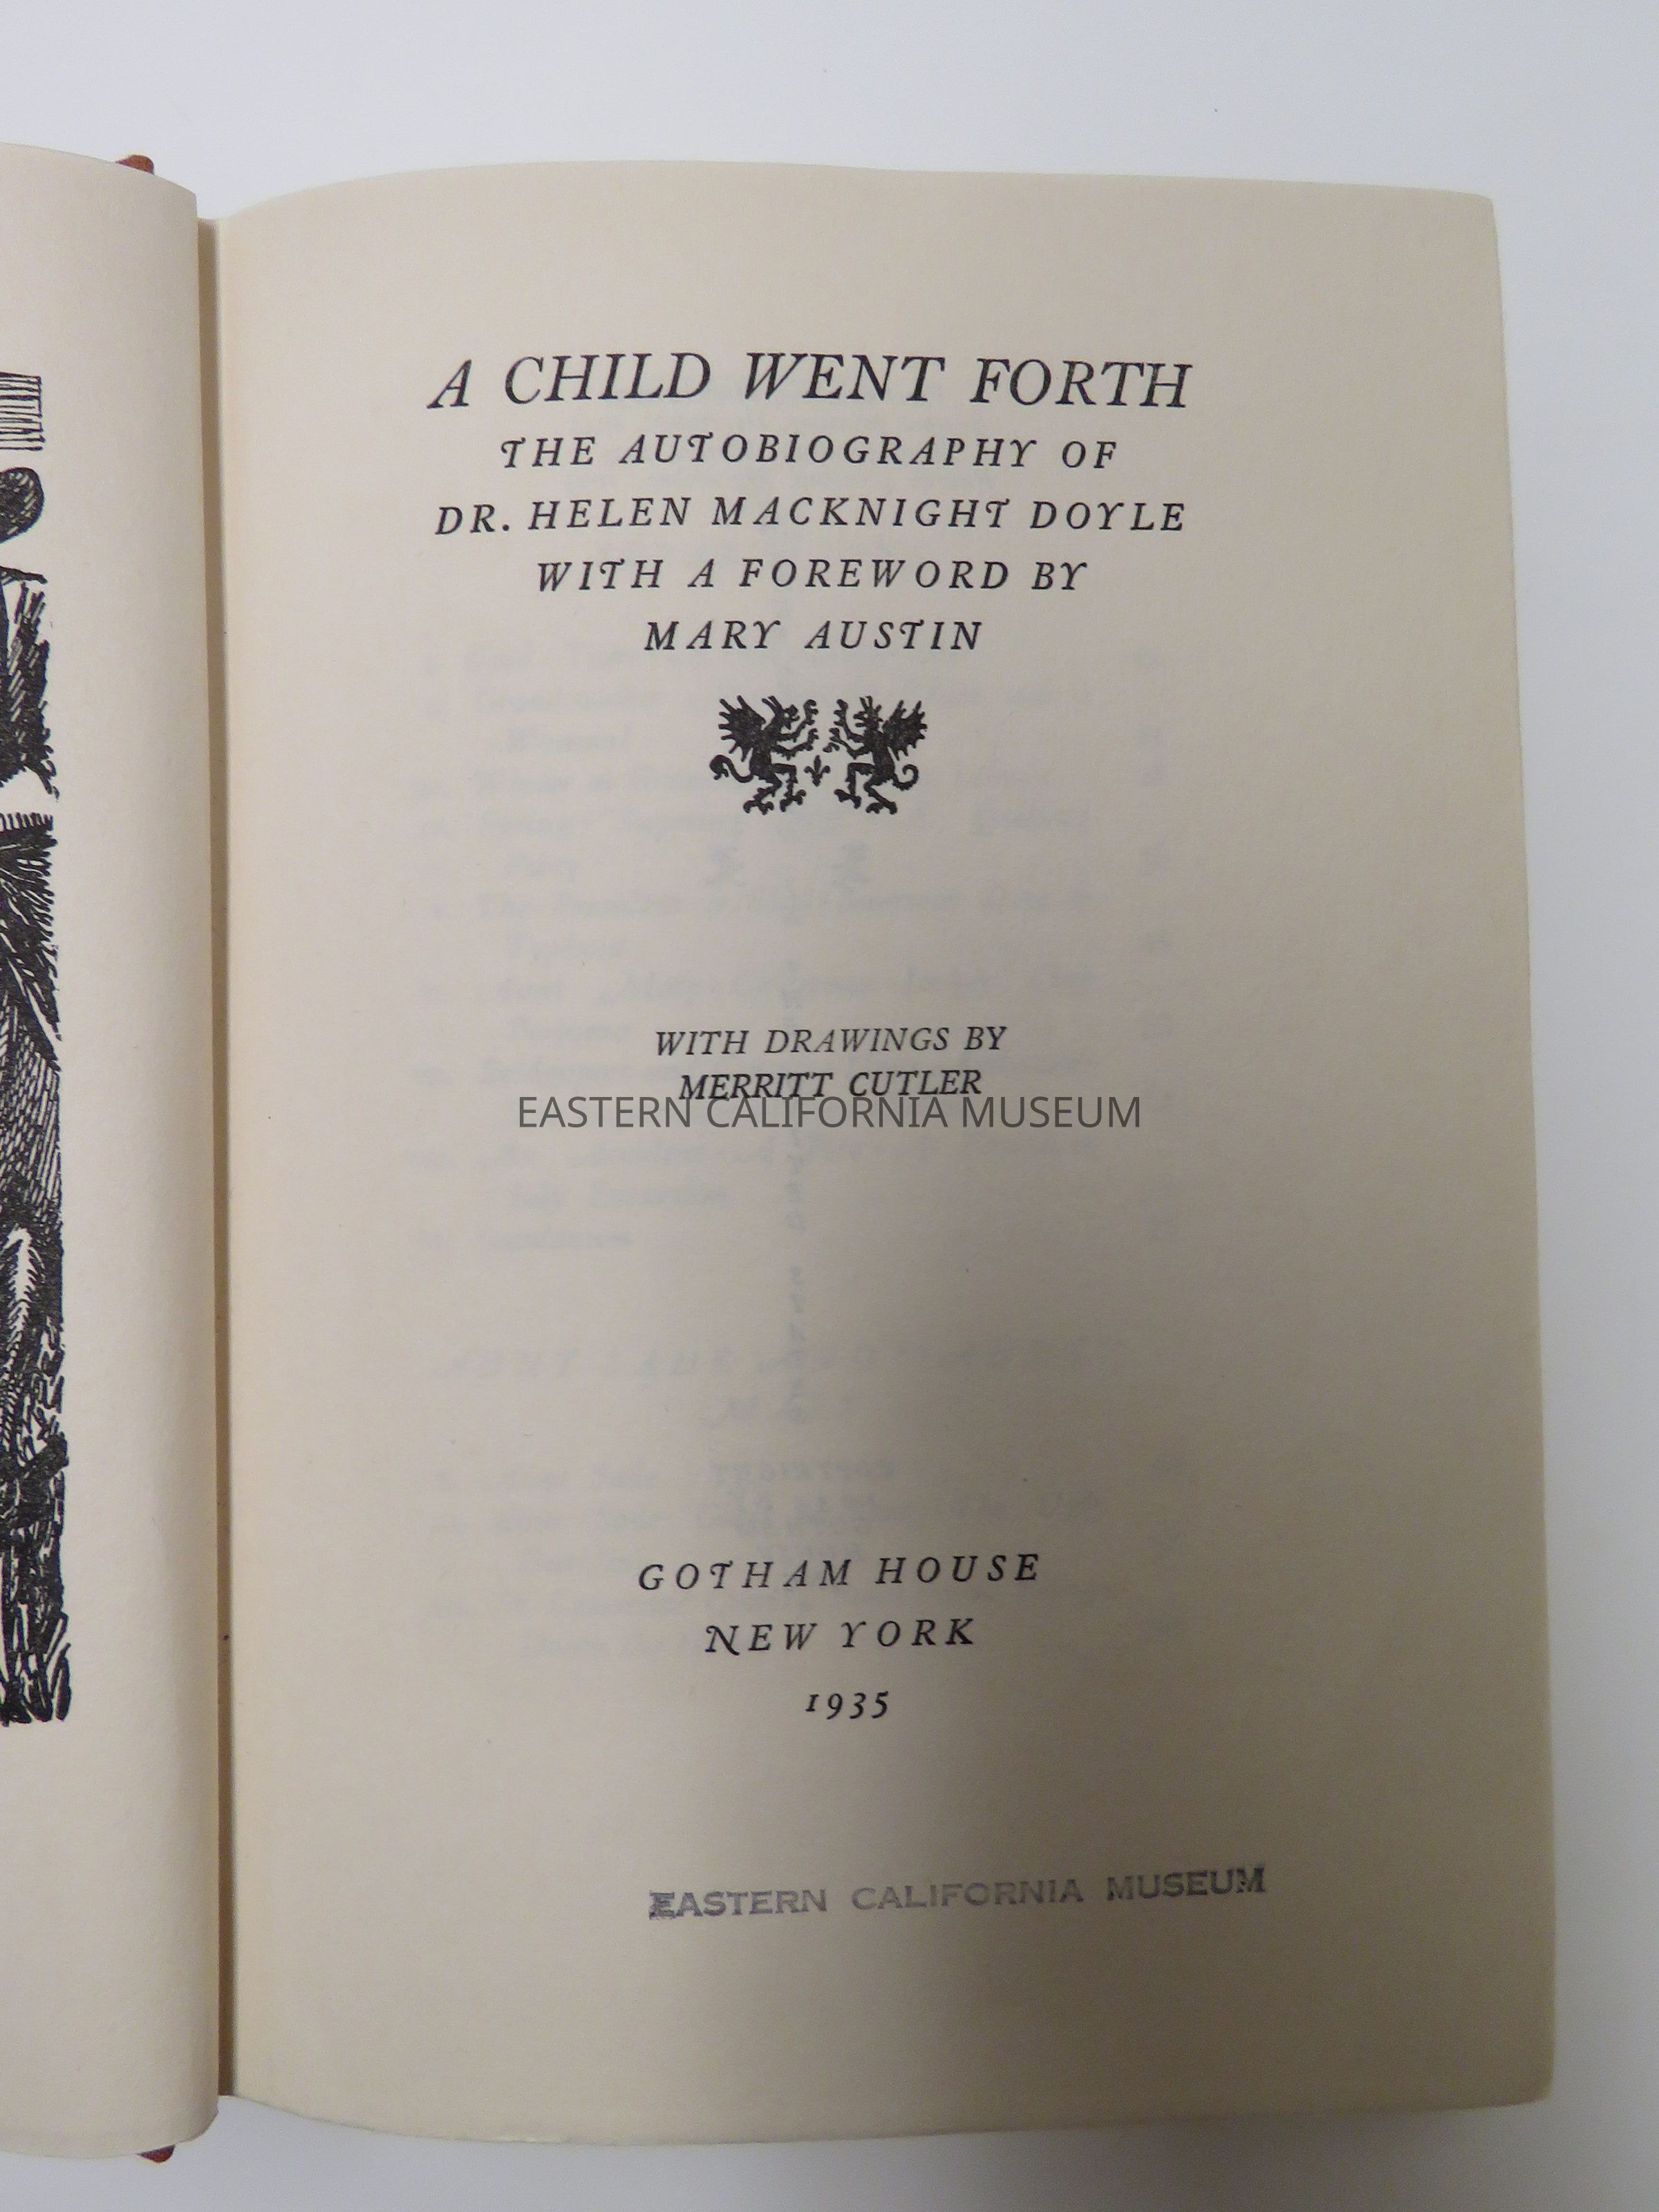 A CHILD WENT FORTH
THE AUTOBIOGRAPHY OF
DR. HELEN MACKNIGHT DOYLE
WITH A FOREWORD BY
MARY AUSTIN
WITH DRAWINGS BY
MERRITT CUTLER
EASTERN CALIFORNIA MUSEUM
GOTHAM HOUSE
NEW YORK
1935
EASTERN CALIFORNIA MUSEUM